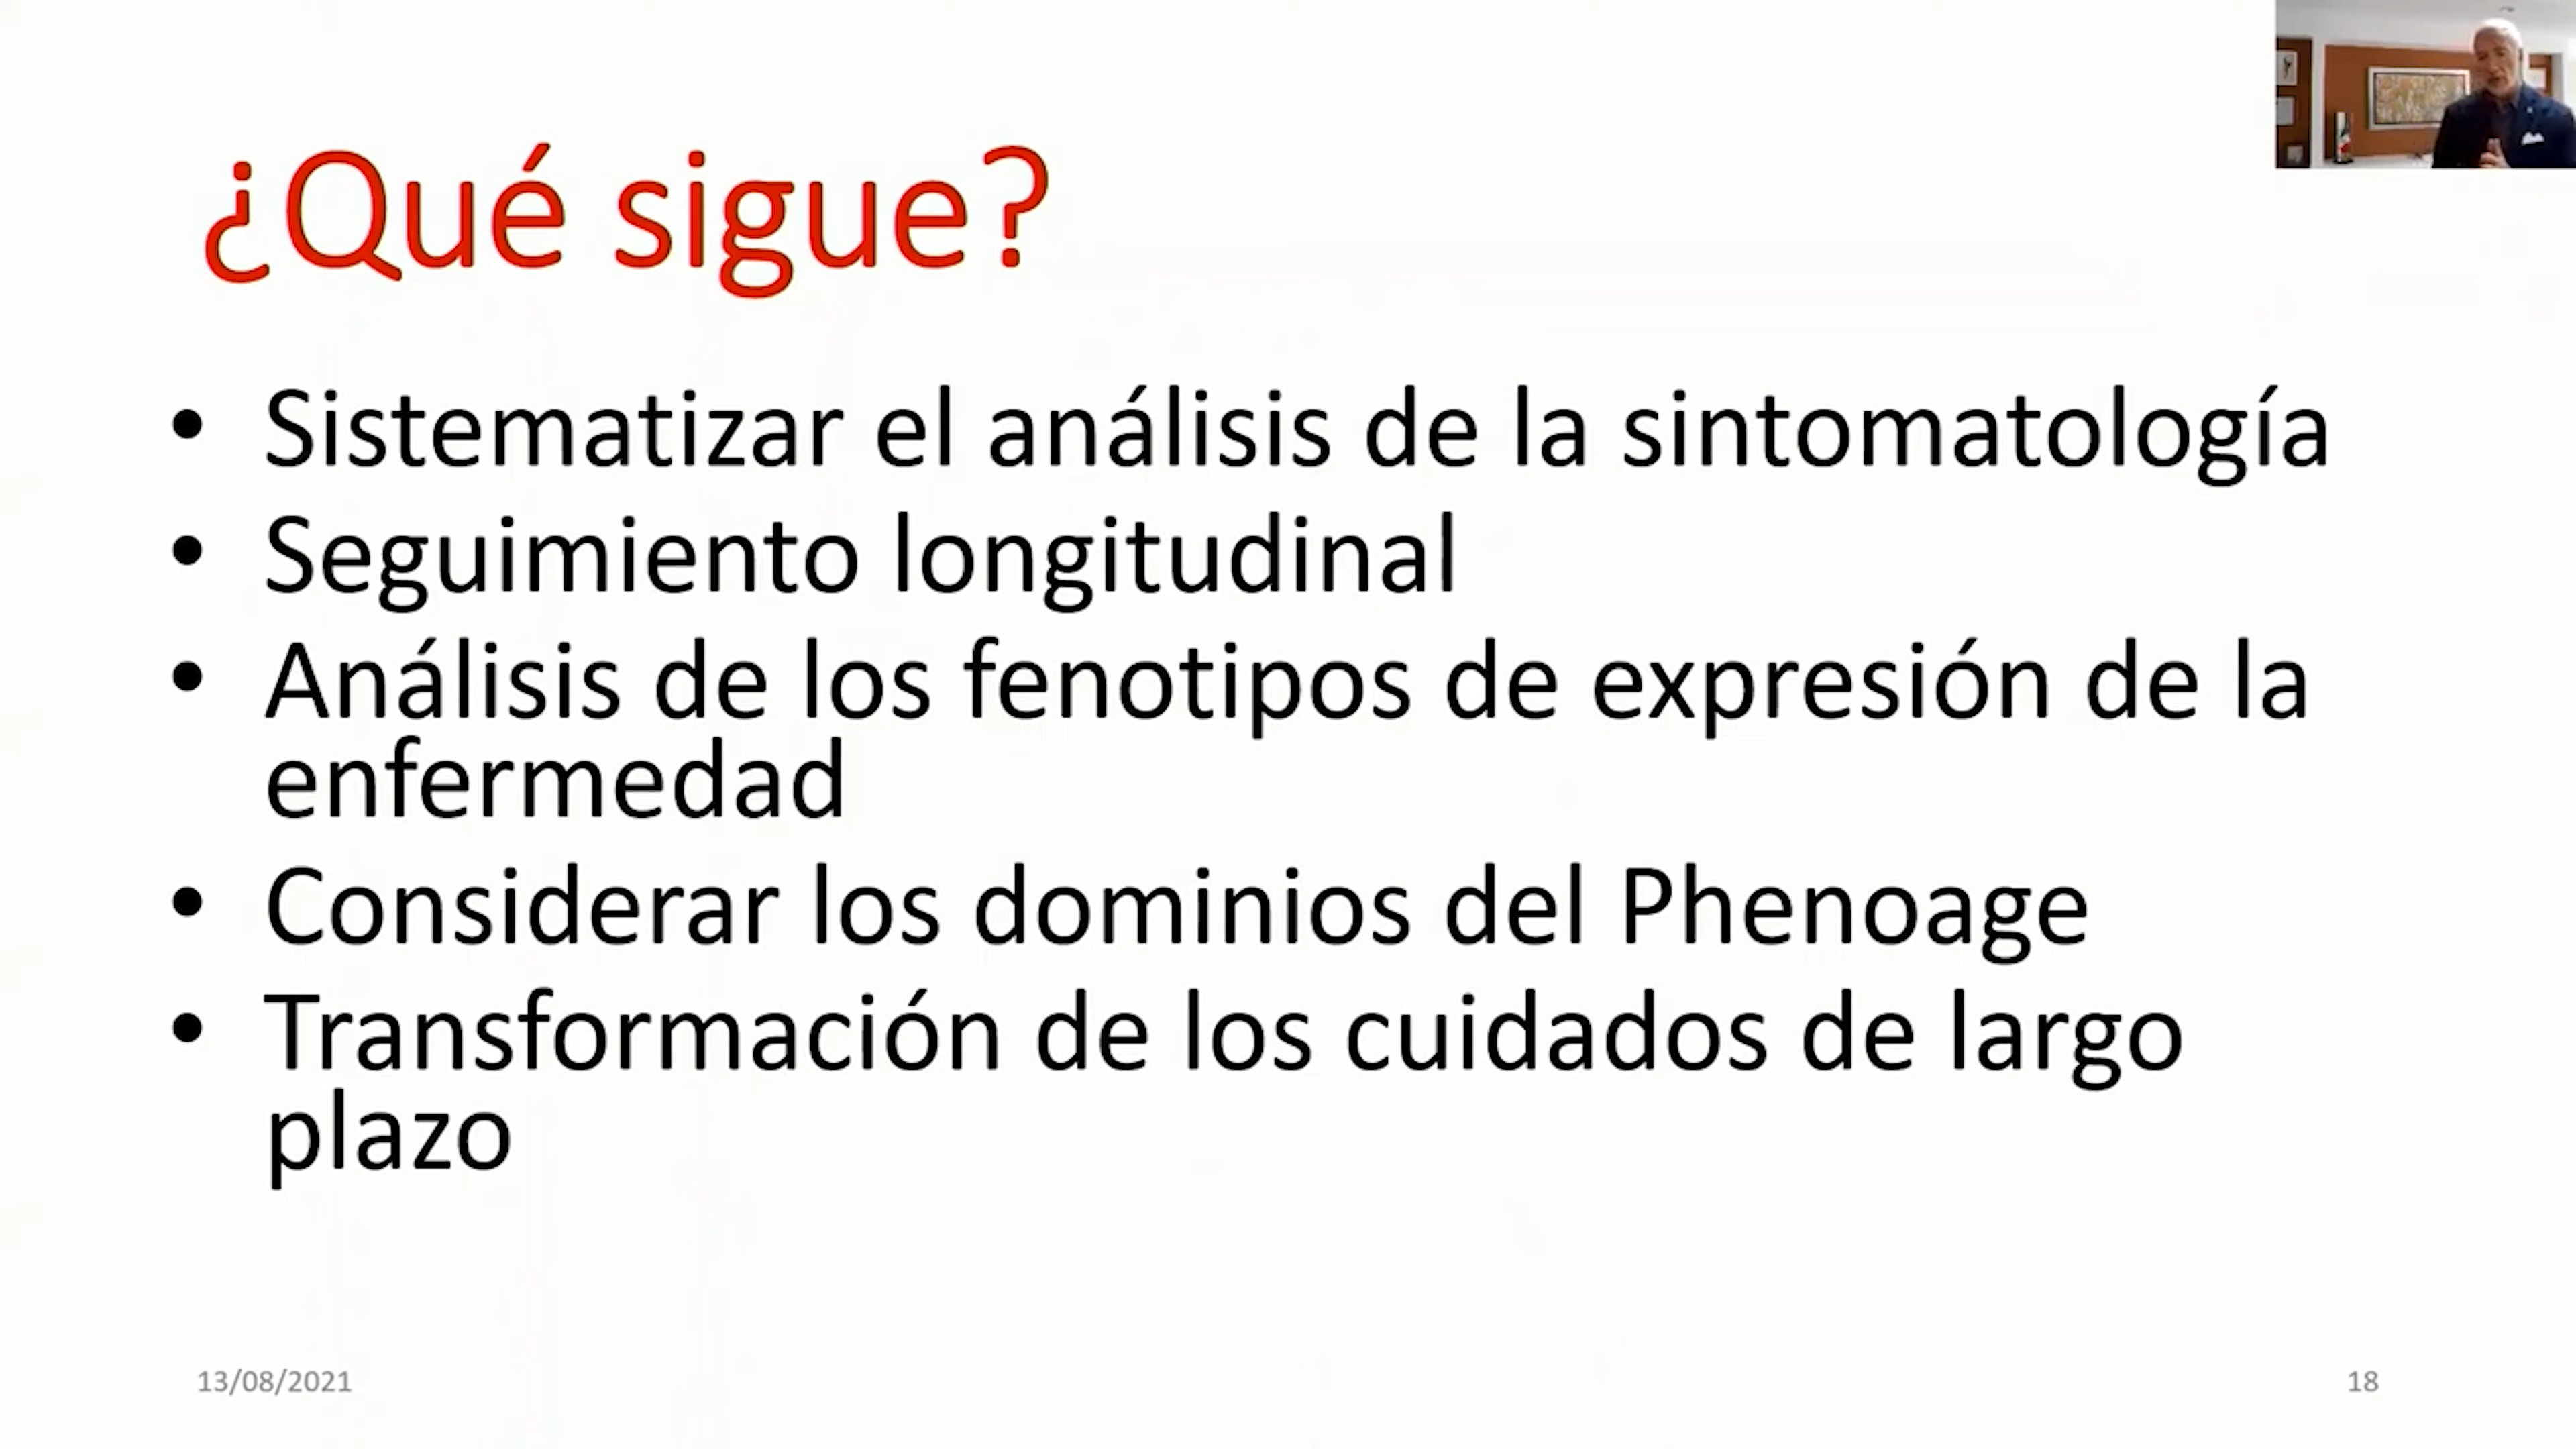 ¿Qué sigue?
• Sistematizar el análisis de la sintomatología
• Seguimiento longitudinal
• Análisis de los fenotipos de expresión de la
enfermedad
• Considerar los dominios del Phenoage
• Transformación de los cuidados de largo
plazo
13/08/2021
18